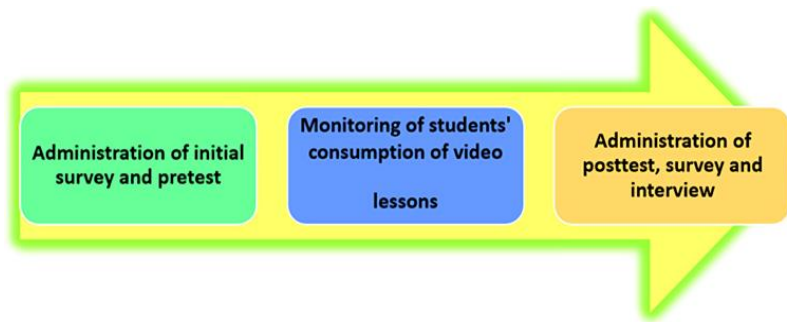 Administration of initial
survey and pretest
Monitoring of students'
consumption of video
lessons
Administration of
posttest, survey and
interview